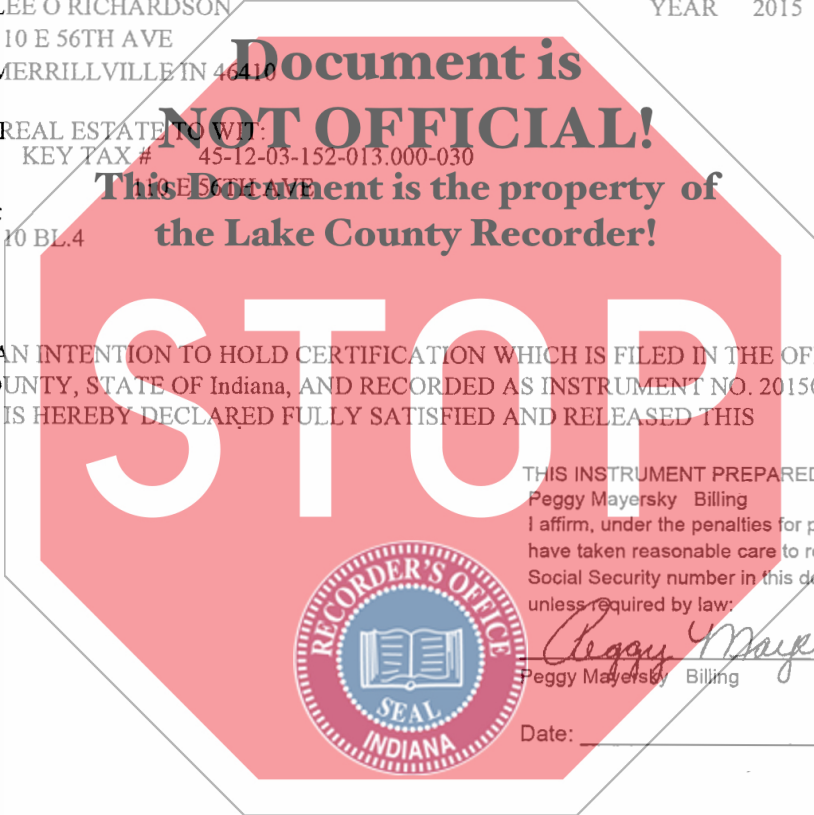 LEE O RICHARDSON YEAR 2015
10 E 56TH AVE
MERRILLVILLE IN 46410
Document is
NOT OFFICIAL!
REAL ESTATE TO WIT:
KEY TAX # 45-12-03-152-013.000-030
This Document is the property of
110 E 56TH AVE
the Lake County Recorder!
10 BL.4
STOP
AN INTENTION TO HOLD CERTIFICATION WHICH IS FILED IN THE OF
OUNTY, STATE OF Indiana, AND RECORDED AS INSTRUMENT NO. 2015
IS HEREBY DECLARED FULLY SATISFIED AND RELEASED THIS
THIS INSTRUMENT PREPARED
Peggy Mayersky Billing
I affirm, under the penalties for p
have taken reasonable care to r
Social Security number in this d
unless required by law:
Peggy Maye
Peggy Mayersky Billing
Date:
RECORDER'S OFFICE
SEAL
INDIANA